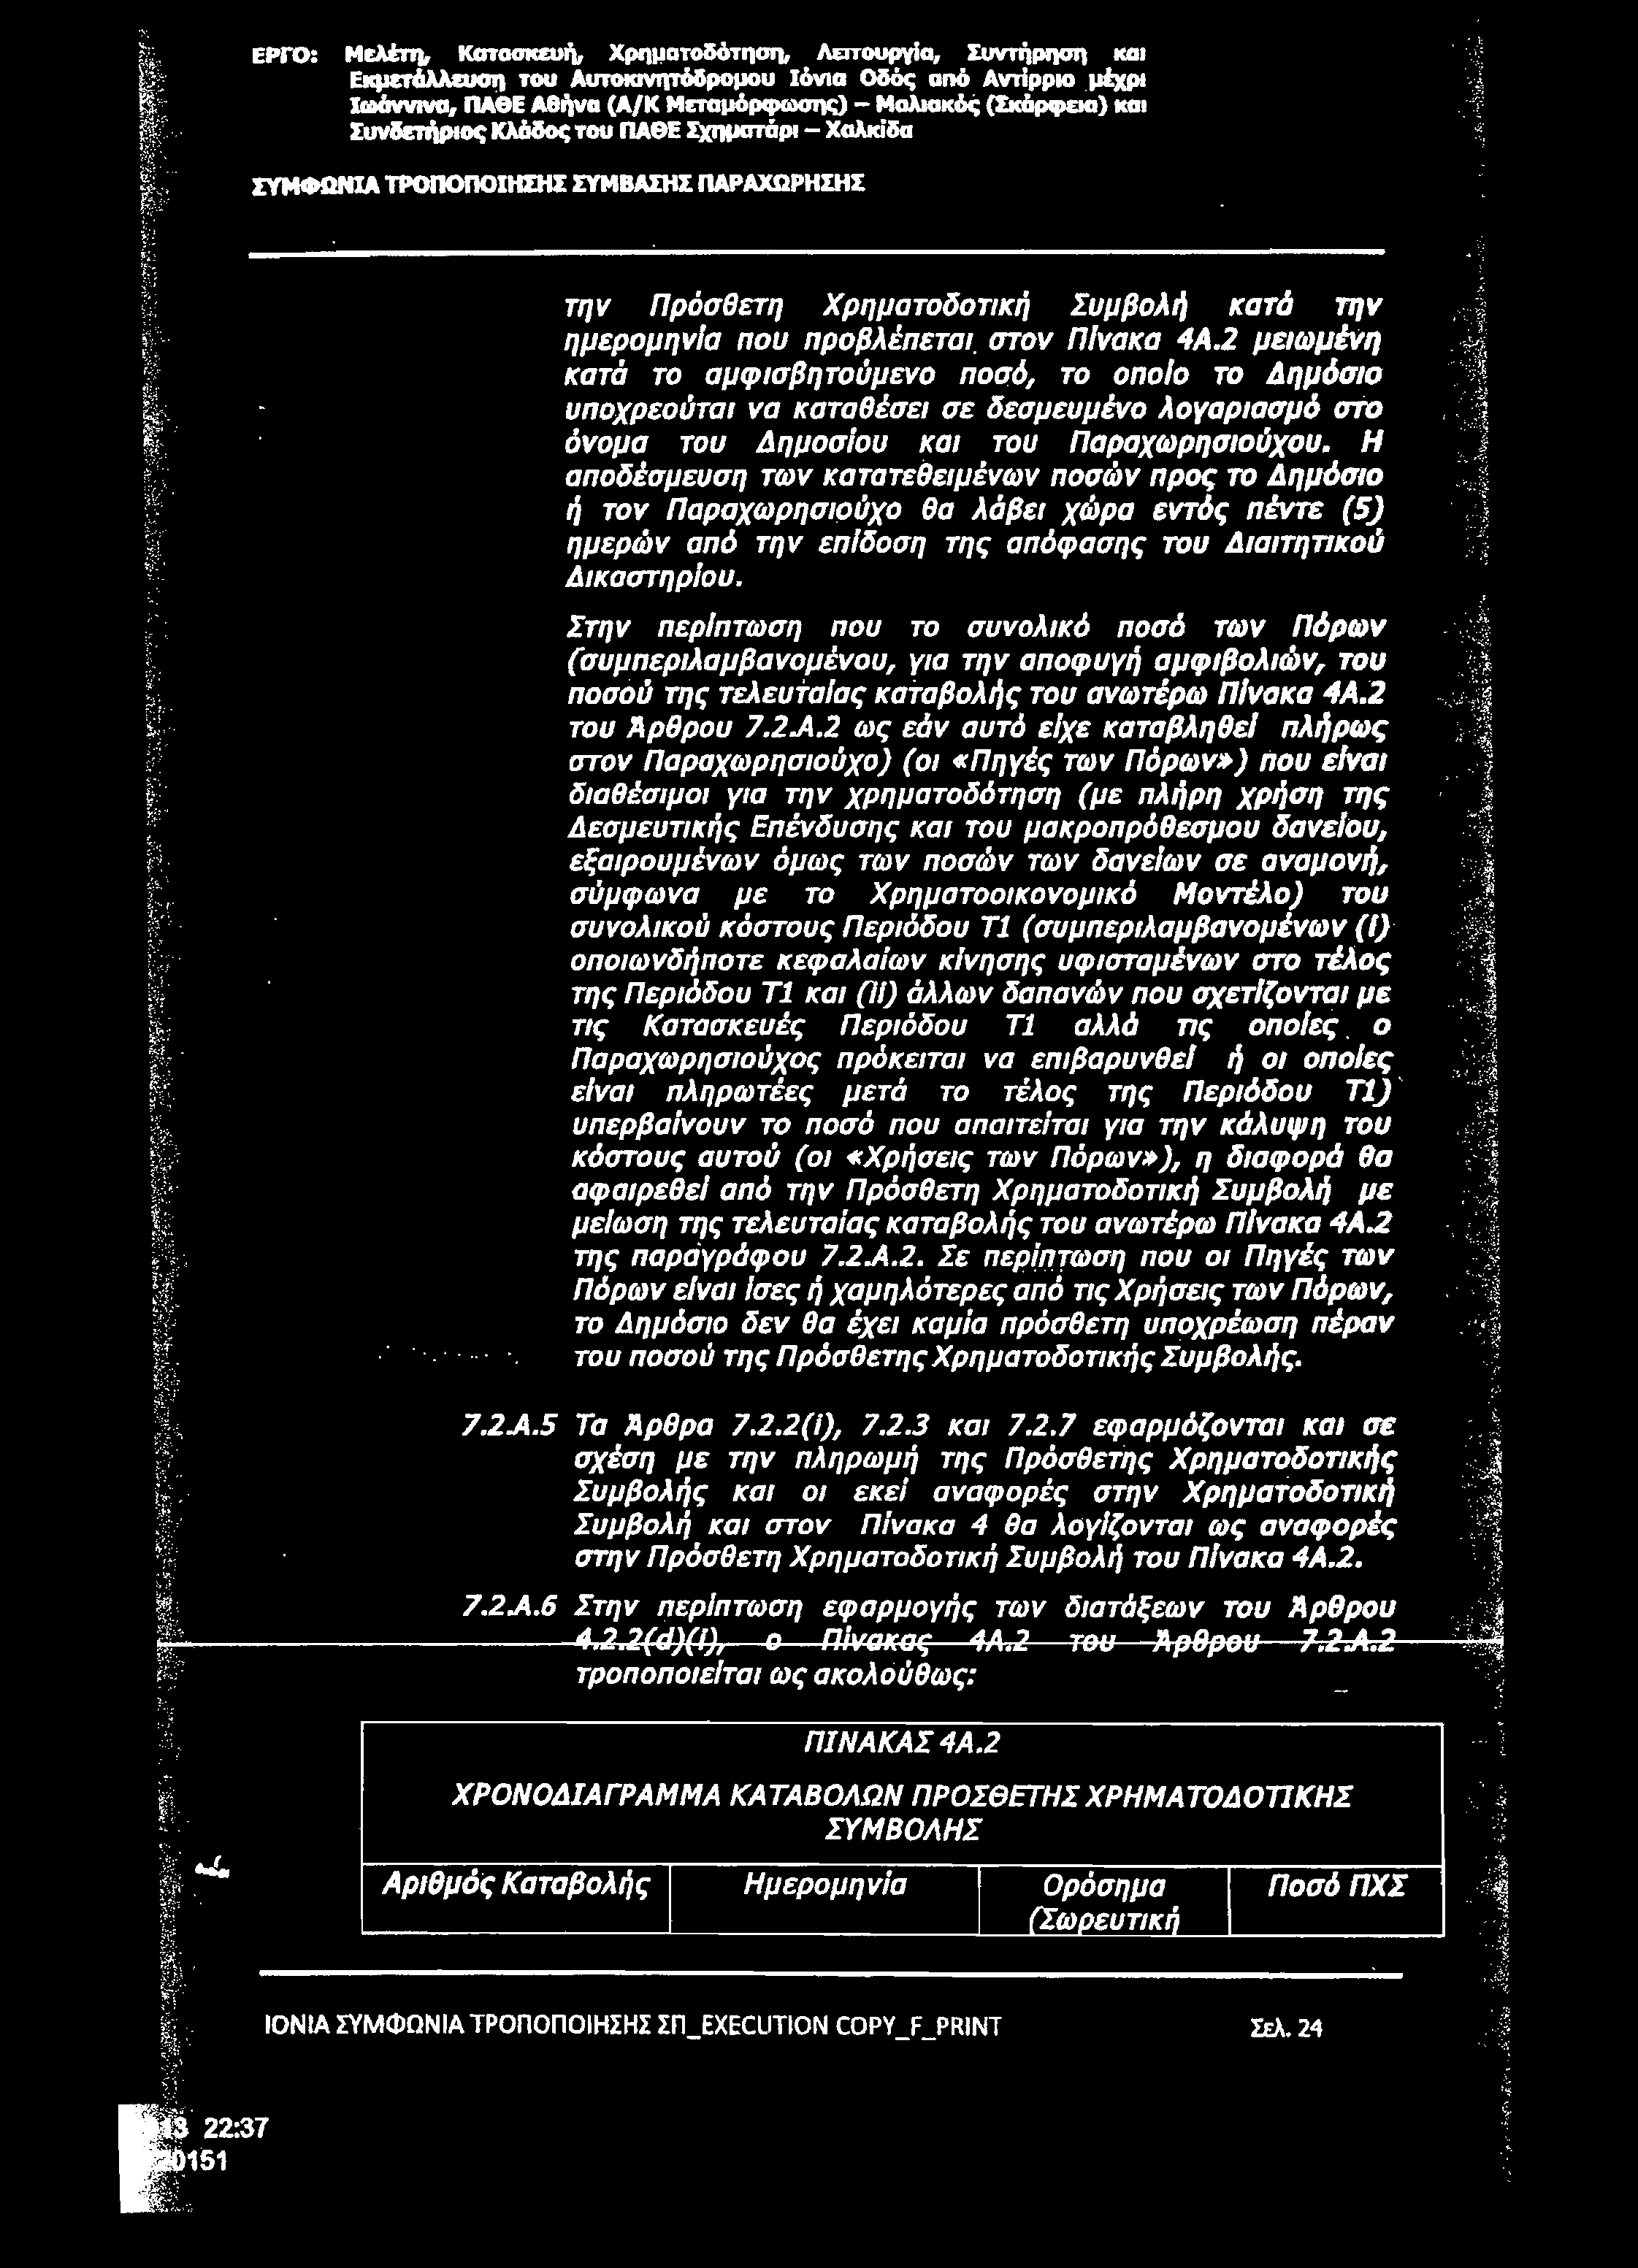 ΕΡΓΟ: Μελέτη, Κατασκευή, Χρηματοδότηση, Λειτουργία, Συντήρηση και
Εκμετάλλευση του Αυτοκινητόδρομου Ιόνια Οδός από Αντίρριο μέχρι
Ιωάννινα, ΠΑΘΕ Αθήνα (Α/Κ Μεταμόρφωσης) – Μαλιακός (Σκάρφεια) και
Συνδετήριος Κλάδος του ΠΑΘΕ Σχηματάρι – Χαλκίδα
ΣΥΜΦΩΝΙΑ ΤΡΟΠΟΠΟΙΗΣΗΣ ΣΥΜΒΑΣΗΣ ΠΑΡΑΧΩΡΗΣΗΣ
την Πρόσθετη Χρηματοδοτική Συμβολή κατά την
ημερομηνία που προβλέπεται στον Πίνακα 4Α.2 μειωμένη
κατά το αμφισβητούμενο ποσό, το οποίο το Δημόσιο
υποχρεούται να καταθέσει σε δεσμευμένο λογαριασμό στο
όνομα του Δημοσίου και του Παραχωρησιούχου. Η
αποδέσμευση των κατατεθειμένων ποσών προς το Δημόσιο
ή τον Παραχωρησιούχο θα λάβει χώρα εντός πέντε (5)
ημερών από την επίδοση της απόφασης του Διαιτητικού
Δικαστηρίου.
Στην περίπτωση που το συνολικό ποσό των Πόρων
(συμπεριλαμβανομένου, για την αποφυγή αμφιβολιών, του
ποσού της τελευταίας καταβολής του ανωτέρω Πίνακα 4Α.2
του Άρθρου 7.2.Α.2 ως εάν αυτό είχε καταβληθεί πλήρως
στον Παραχωρησιούχο) (οι «Πηγές των Πόρων») που είναι
διαθέσιμοι για την χρηματοδότηση (με πλήρη χρήση της
Δεσμευτικής Επένδυσης και του μακροπρόθεσμου δανείου,
εξαιρουμένων όμως των ποσών των δανείων σε αναμονή,
σύμφωνα με το Χρηματοοικονομικό Μοντέλο) του
συνολικού κόστους Περιόδου Τ1 (συμπεριλαμβανομένων (i)
οποιωνδήποτε κεφαλαίων κίνησης υφισταμένων στο τέλος
της Περιόδου Τ1 και (ii) άλλων δαπανών που σχετίζονται με
τις Κατασκευές Περιόδου Τ1 αλλά τις οποίες ο
Παραχωρησιούχος πρόκειται να επιβαρυνθεί ή οι οποίες
είναι πληρωτέες μετά το τέλος της Περιόδου Τ1)
υπερβαίνουν το ποσό που απαιτείται για την κάλυψη του
κόστους αυτού (οι «Χρήσεις των Πόρων»), η διαφορά θα
αφαιρεθεί από την Πρόσθετη Χρηματοδοτική Συμβολή με
μείωση της τελευταίας καταβολής του ανωτέρω Πίνακα 4Α.2
της παραγράφου 7.2.Α.2. Σε περίπτωση που οι Πηγές των
Πόρων είναι ίσες ή χαμηλότερες από τις Χρήσεις των Πόρων,
το Δημόσιο δεν θα έχει καμία πρόσθετη υποχρέωση πέραν
του ποσού της Πρόσθετης Χρηματοδοτικής Συμβολής.
7.2.Α.5 Τα Άρθρα 7.2.2(i), 7.2.3 και 7.2.7 εφαρμόζονται και σε
σχέση με την πληρωμή της Πρόσθετης Χρηματοδοτικής
Συμβολής και οι εκεί αναφορές στην Χρηματοδοτική
Συμβολή και στον Πίνακα 4 θα λογίζονται ως αναφορές
στην Πρόσθετη Χρηματοδοτική Συμβολή του Πίνακα 4Α.2.
7.2.Α.6 Στην περίπτωση εφαρμογής των διατάξεων του Άρθρου
4.2.2(d)(i), ο Πίνακας 4Α.2 του Άρθρου 7.2.Α.2
τροποποιείται ως ακολούθως:
ΠΙΝΑΚΑΣ 4Α.2
ΧΡΟΝΟΔΙΑΓΡΑΜΜΑ ΚΑΤΑΒΟΛΩΝ ΠΡΟΣΘΕΤΗΣ ΧΡΗΜΑΤΟΔΟΤΙΚΗΣ
ΣΥΜΒΟΛΗΣ
Αριθμός Καταβολής Ημερομηνία Ορόσημα Ποσό ΠΧΣ
(Σωρευτική
ΙΟΝΙΑ ΣΥΜΦΩΝΙΑ ΤΡΟΠΟΠΟΙΗΣΗΣ ΣΠ_EXECUTION COPY_F_PRINT Σελ. 24
22:37
0151